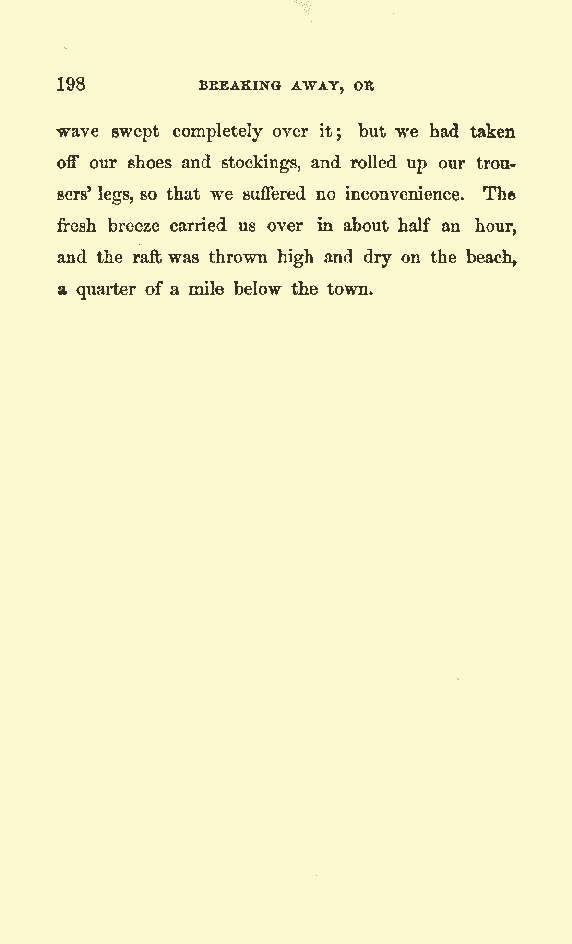 198 BREAKING AWAY, OR
wave swept completely over it; but we had taken
off our shoes and stockings, and rolled up our trou-
sers' legs, so that we suffered no inconvenience. The
fresh breeze carried us over in about half an hour,
and the raft was thrown high and dry on the beach,
a quarter of a mile below the town.